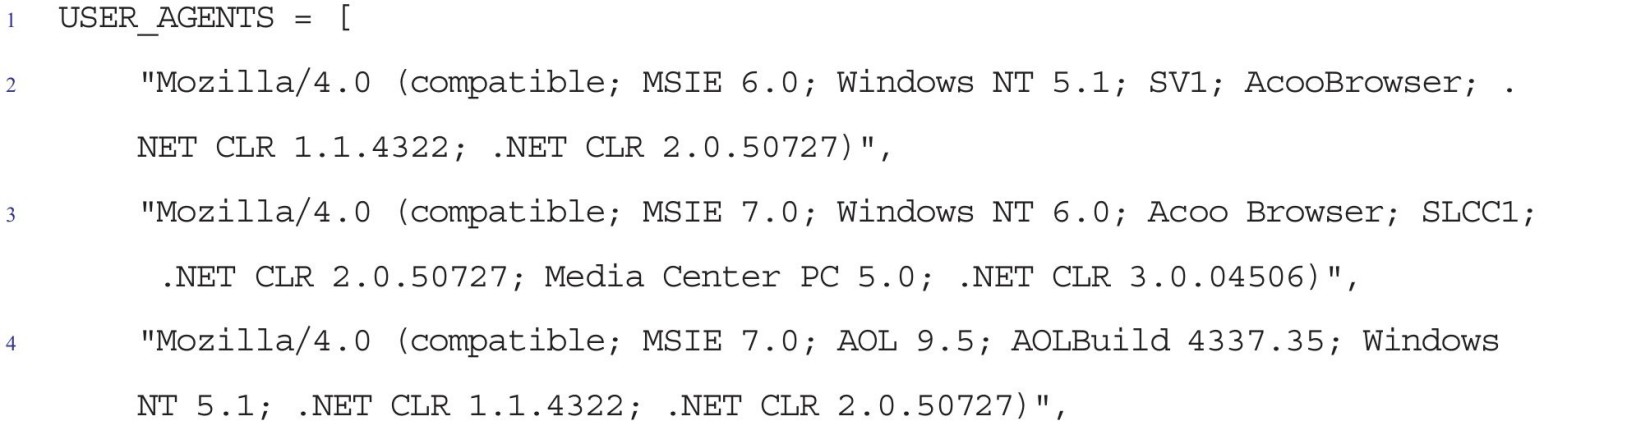 1 USER_AGENTS = [
2 "Mozilla/4.0 (compatible; MSIE 6.0; Windows NT 5.1; SV1; AcooBrowser; .
NET CLR 1.1.4322; .NET CLR 2.0.50727)",
3 "Mozilla/4.0 (compatible; MSIE 7.0; Windows NT 6.0; Acoo Browser; SLCC1;
.NET CLR 2.0.50727; Media Center PC 5.0; .NET CLR 3.0.04506)",
4 "Mozilla/4.0 (compatible; MSIE 7.0; AOL 9.5; AOLBuild 4337.35; Windows
NT 5.1; .NET CLR 1.1.4322; .NET CLR 2.0.50727)",